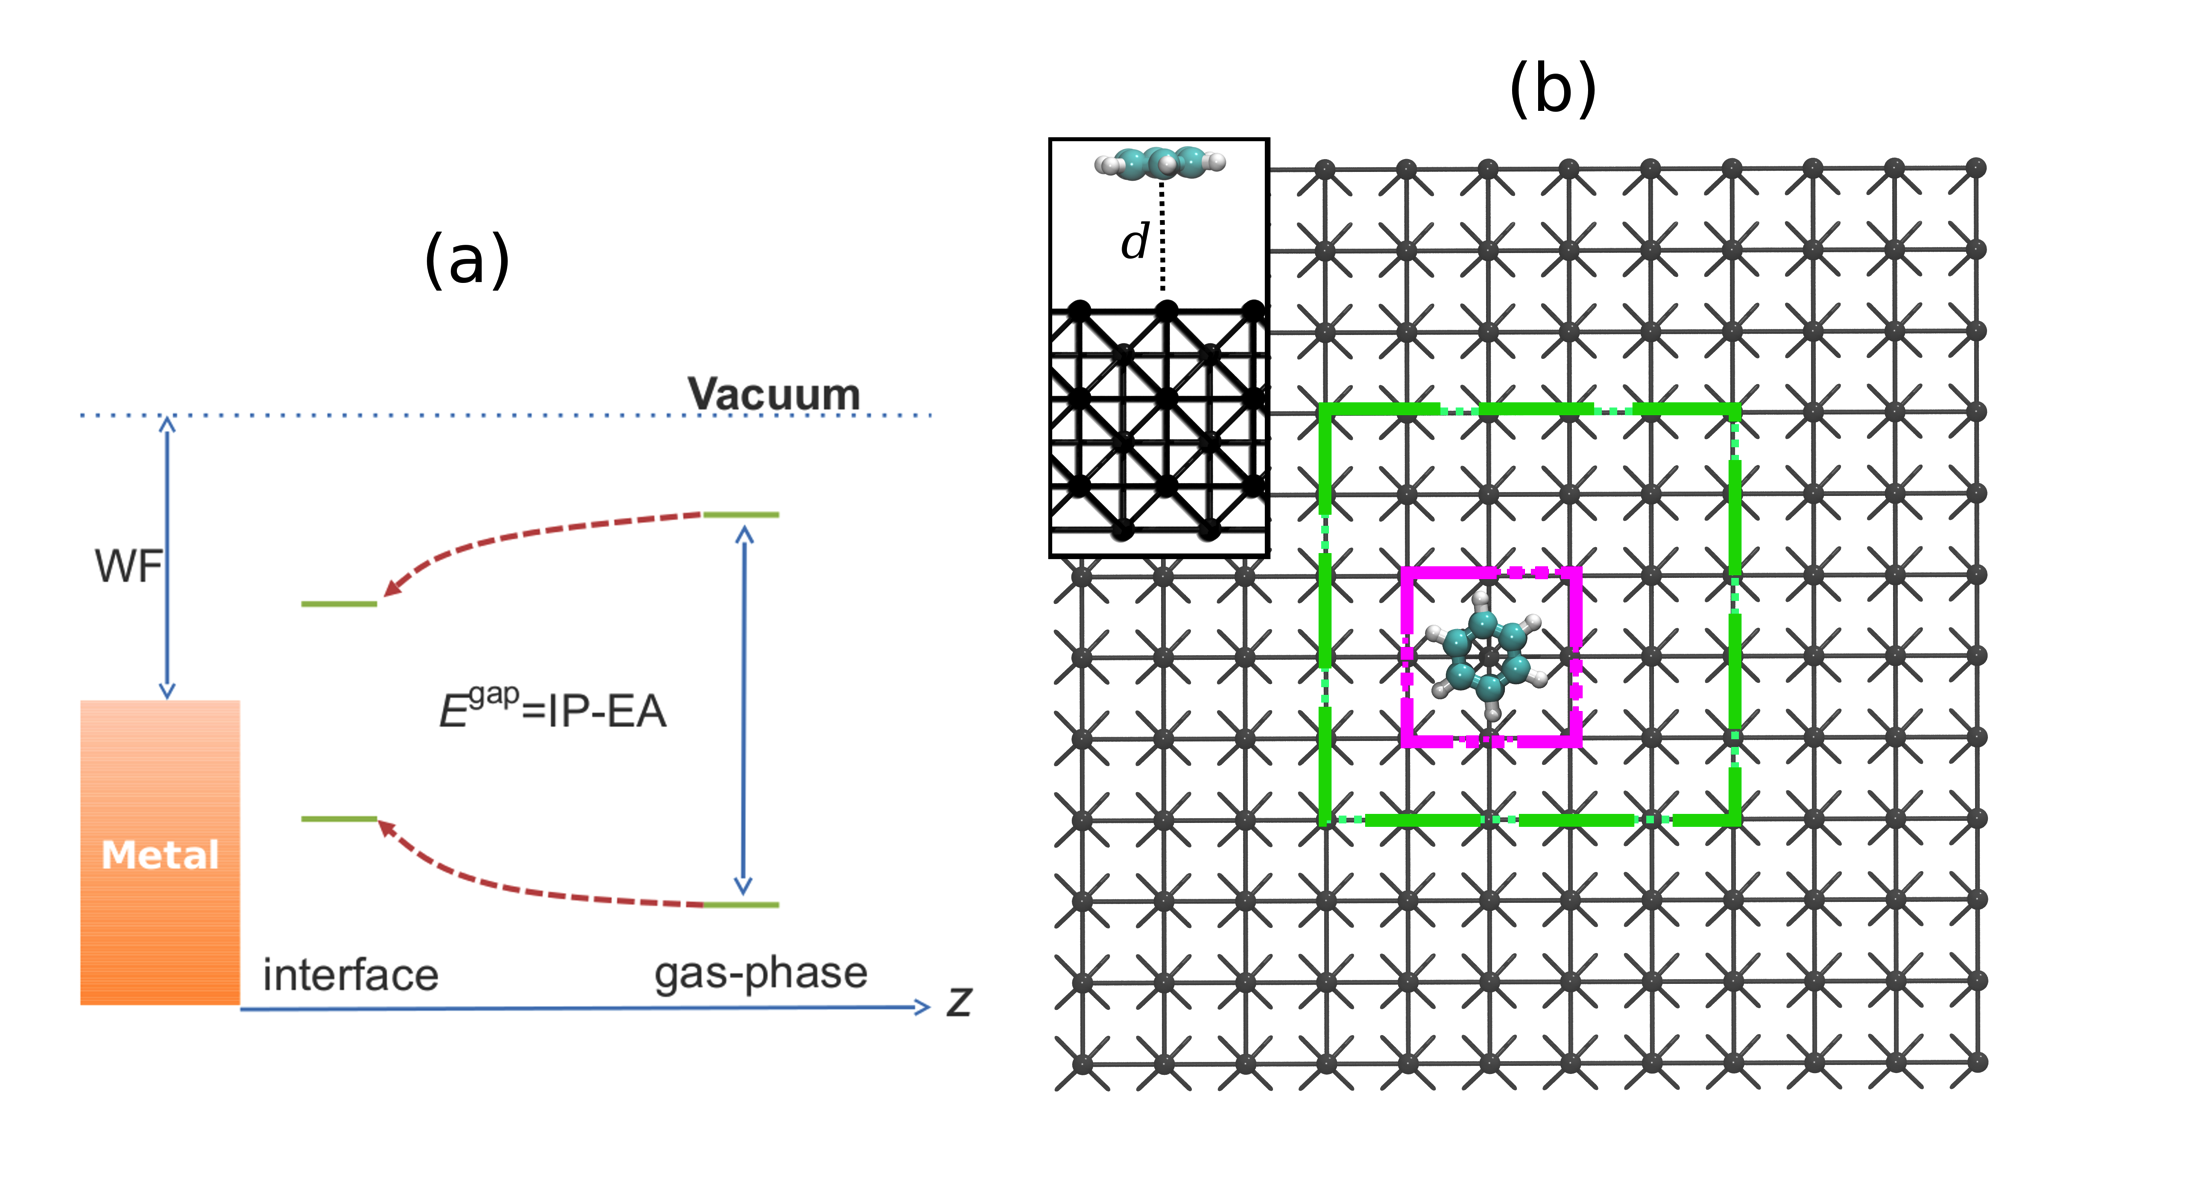 (a)
Vacuum
WF
E^gap=IP-EA
Metal
interface
gas-phase
z
(b)
d